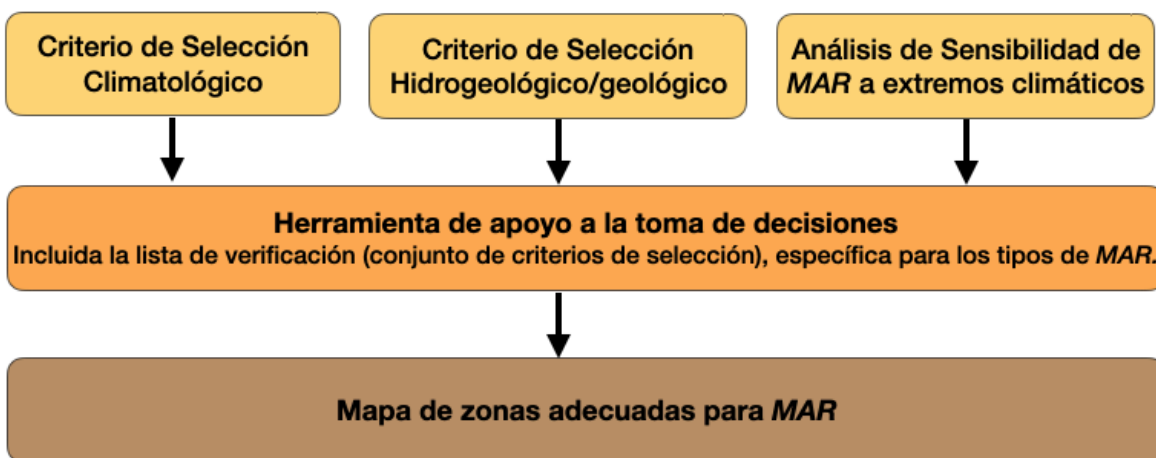 Criterio de Selección
Climatológico
Criterio de Selección
Hidrogeológico/geológico
Análisis de Sensibilidad de
MAR a extremos climáticos
Herramienta de apoyo a la toma de decisiones
Incluida la lista de verificación (conjunto de criterios de selección), específica para los tipos de MAR.
Mapa de zonas adecuadas para MAR